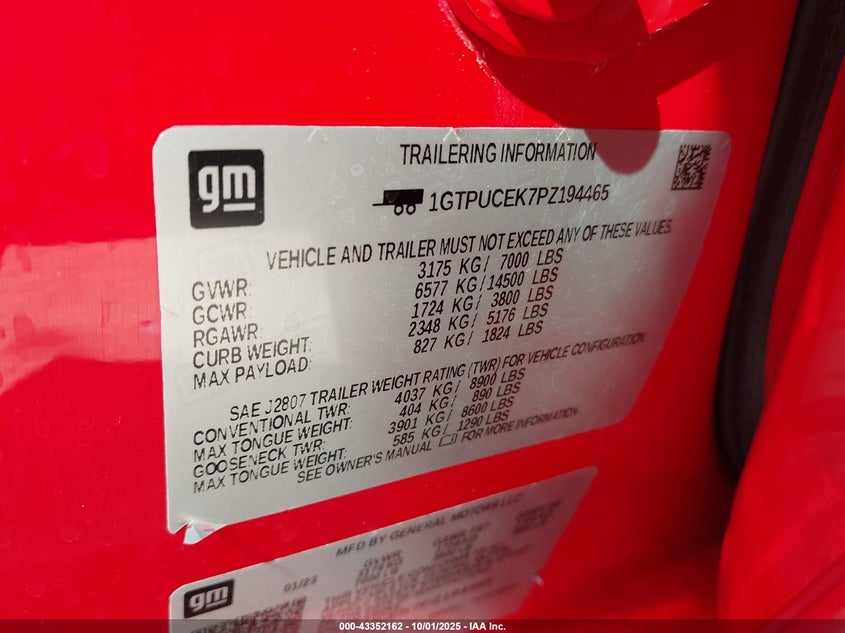 gm
TRAILERING INFORMATION
1GTPUCEK7PZ194465
VEHICLE AND TRAILER MUST NOT EXCEED ANY OF THESE VALUES.
GVWR: 3175 KG/ 7000 LBS
GCWR: 6577 KG/14500 LBS
RGAWR: 1724 KG/ 3800 LBS
CURB WEIGHT: 2348 KG/ 5176 LBS
MAX PAYLOAD: 827 KG/ 1824 LBS
SAE J2807 TRAILER WEIGHT RATING (TWR) FOR VEHICLE CONFIGURATION
CONVENTIONAL TWR: 4037 KG/ 8900 LBS
MAX TONGUE WEIGHT: 404 KG/ 890 LBS
GOOSENECK TWR: 3901 KG/ 8600 LBS
MAX TONGUE WEIGHT: 585 KG/ 1290 LBS
SEE OWNER'S MANUAL FOR MORE INFORMATION
MFD BY GENERAL MOTORS LLC
gm
01/23
GVWR
GAWR FRT
000-43352162 - 10/01/2025 - IAA Inc.